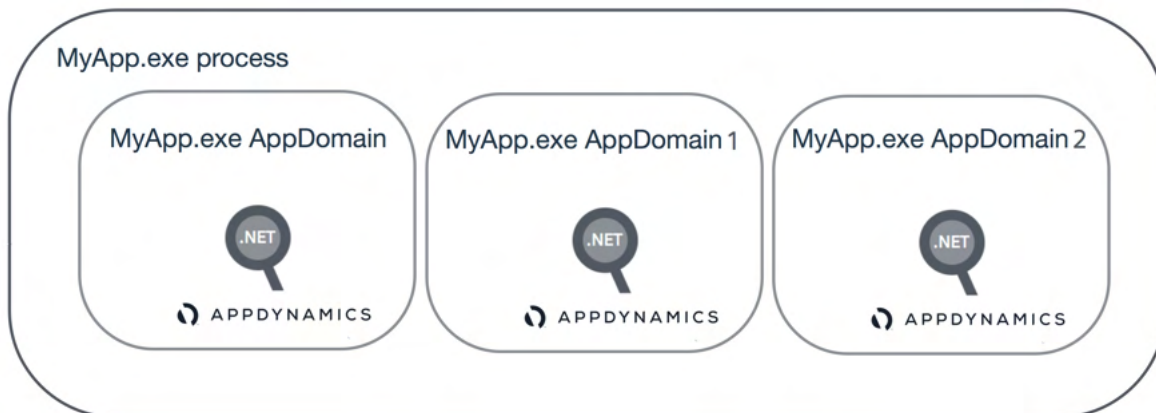 MyApp.exe process
MyApp.exe AppDomain
MyApp.exe AppDomain 1
MyApp.exe AppDomain 2
.NET
.NET
.NET
APPDYNAMICS
APPDYNAMICS
APPDYNAMICS